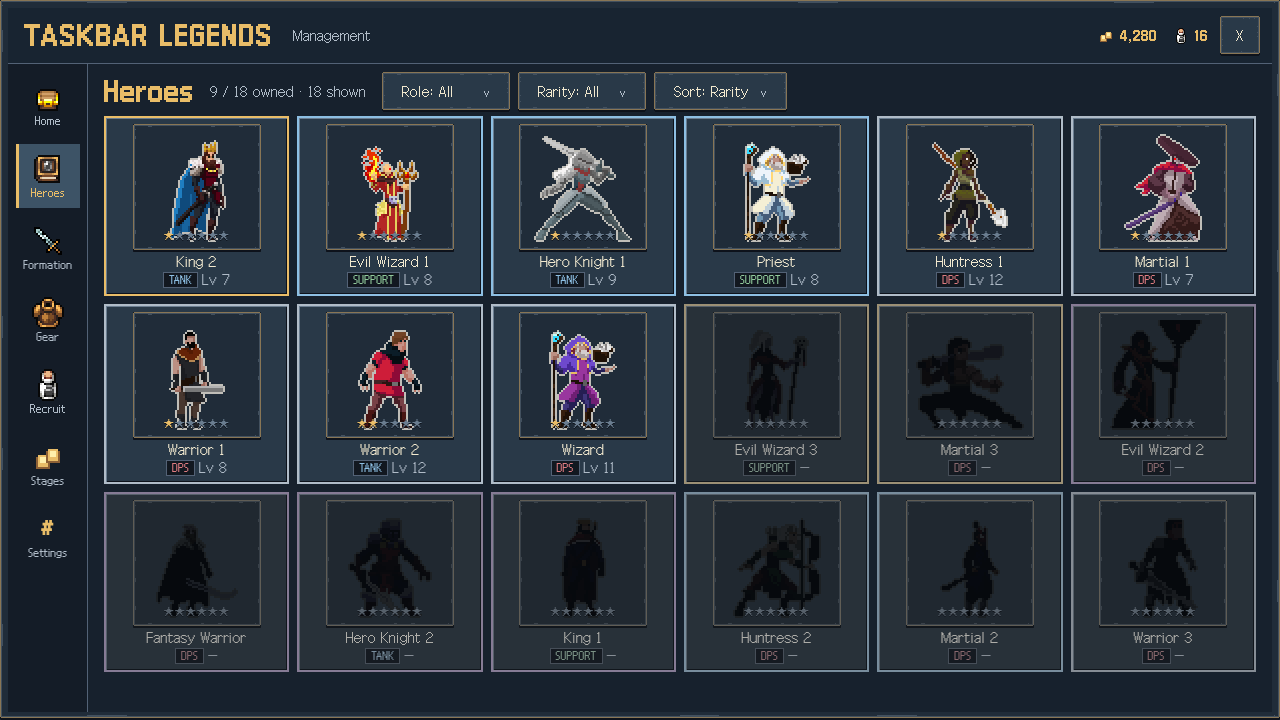 TASKBAR LEGENDS Management 4,280 16 X
Heroes 9 / 18 owned · 18 shown Role: All v Rarity: All v Sort: Rarity v
Home
Heroes
Formation
Gear
Recruit
Stages
#
Settings
King 2
TANK Lv 7
Evil Wizard 1
SUPPORT Lv 8
Hero Knight 1
TANK Lv 9
Priest
SUPPORT Lv 8
Huntress 1
DPS Lv 12
Martial 1
DPS Lv 7
Warrior 1
DPS Lv 8
Warrior 2
TANK Lv 12
Wizard
DPS Lv 11
Evil Wizard 3
SUPPORT —
Martial 3
DPS —
Evil Wizard 2
DPS —
Fantasy Warrior
DPS —
Hero Knight 2
TANK —
King 1
SUPPORT —
Huntress 2
DPS —
Martial 2
DPS —
Warrior 3
DPS —